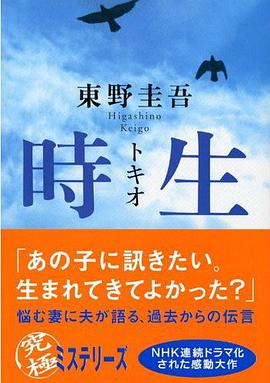 東野圭吾
Higashino
Keigo
時生
トキオ
「あの子に訊きたい。
生まれてきてよかった?」
悩む妻に夫が語る、過去からの伝言
究極
ミステリーズ
NHK連続ドラマ化
された感動大作